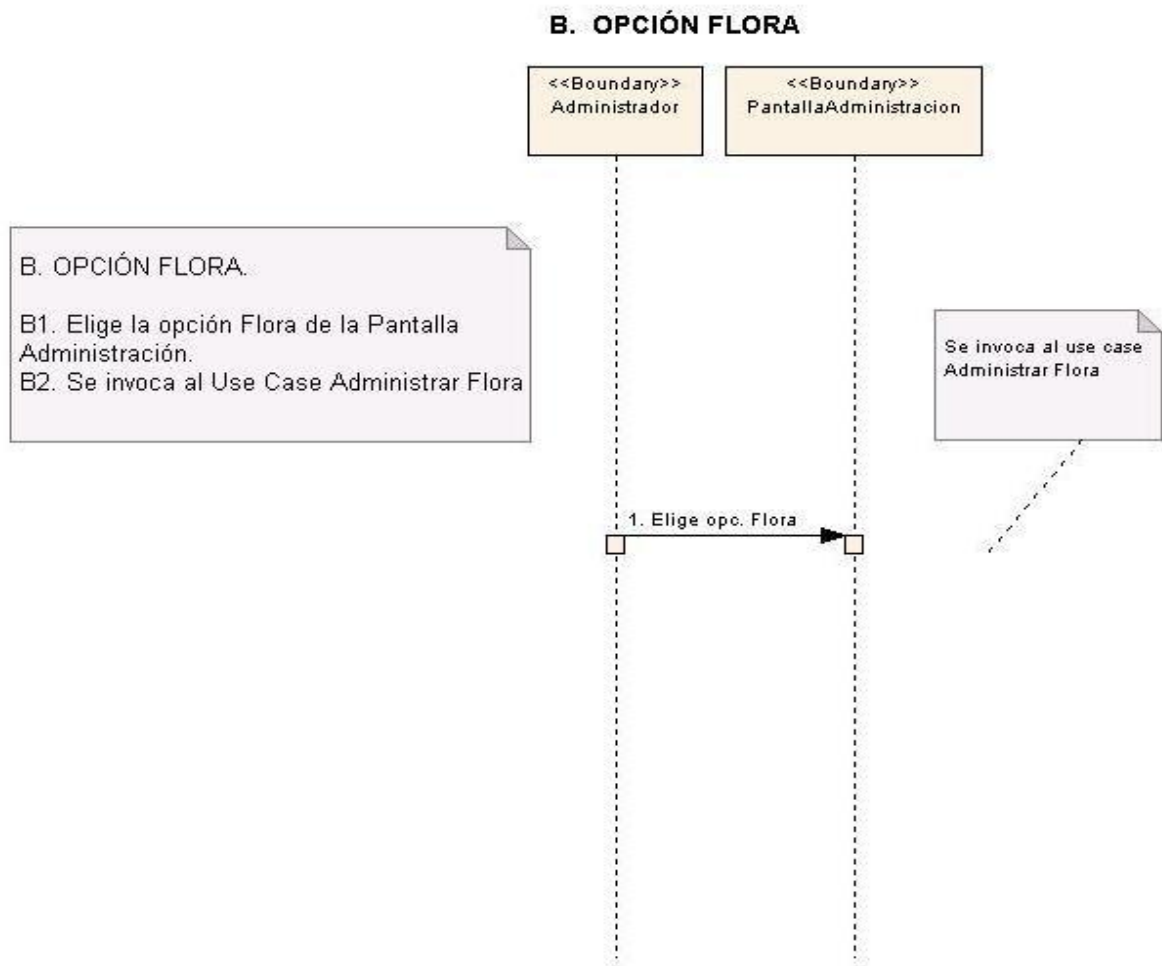 B. OPCIÓN FLORA
<<Boundary>>
Administrador
<<Boundary>>
PantallaAdministracion
B. OPCIÓN FLORA.
B1. Elige la opción Flora de la Pantalla
Administración.
B2. Se invoca al Use Case Administrar Flora
Se invoca al use case
Administrar Flora
1. Elige opc. Flora